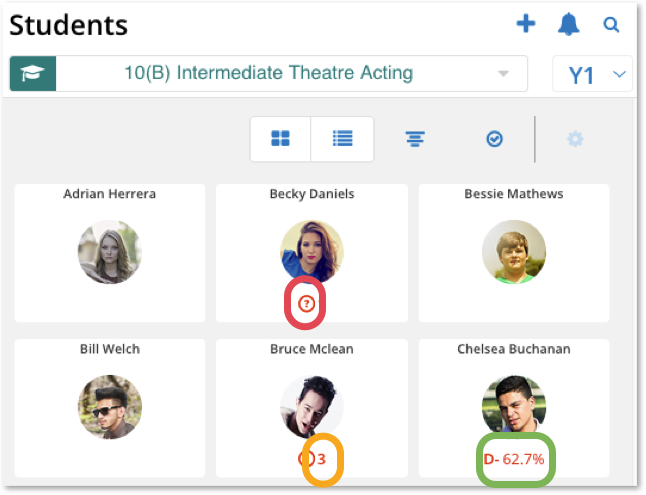 Students
10(B) Intermediate Theatre Acting
Y1
Adrian Herrera
Becky Daniels
Bessie Mathews
?
Bill Welch
Bruce Mclean
Chelsea Buchanan
3
D- 62.7%